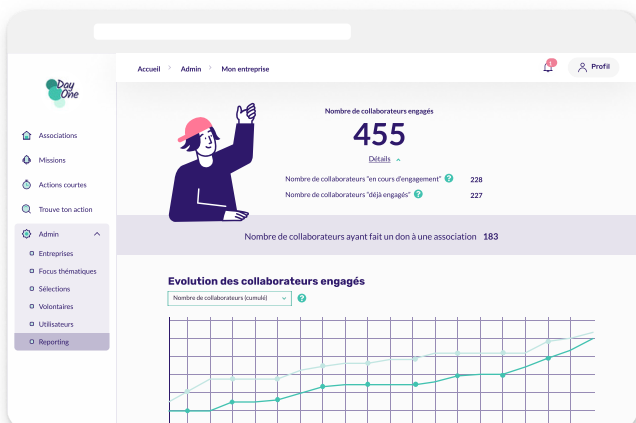 Accueil > Admin > Mon entreprise
1
Profil
Day One
Associations
Missions
Actions courtes
Trouve ton action
Admin
Entreprises
Focus thématiques
Sélections
Volontaires
Utilisateurs
Reporting
Nombre de collaborateurs engagés
455
Détails
Nombre de collaborateurs "en cours d'engagement" ? 228
Nombre de collaborateurs "déjà engagés" ? 227
Nombre de collaborateurs ayant fait un don à une association 183
Evolution des collaborateurs engagés
Nombre de collaborateurs (cumulé) ?